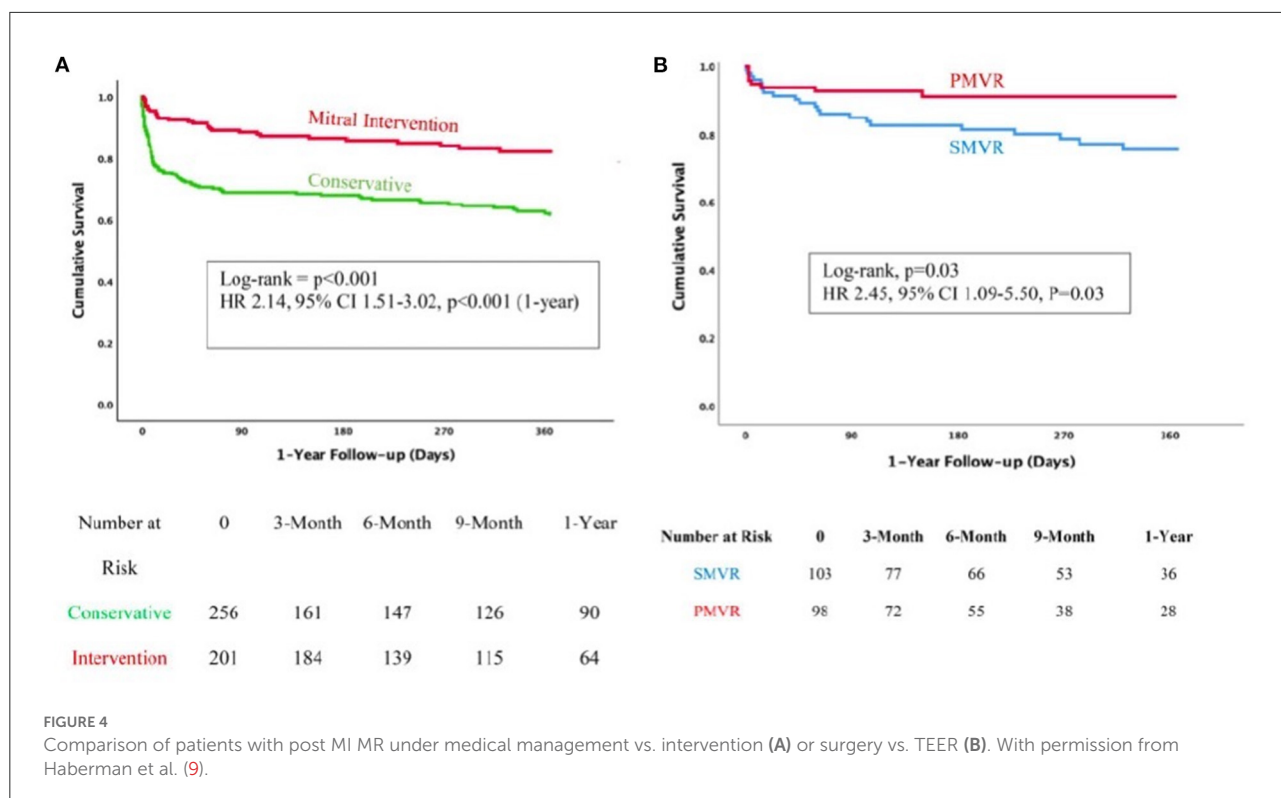 A
1.0
0.8
0.6
0.4
0.2
0.0
Cumulative Survival
Mitral Intervention
Conservative
Log-rank = p<0.001
HR 2.14, 95% CI 1.51-3.02, p<0.001 (1-year)
0 90 180 270 360
1-Year Follow-up (Days)
Number at Risk 0 3-Month 6-Month 9-Month 1-Year
Conservative 256 161 147 126 90
Intervention 201 184 139 115 64
B
1.0
0.8
0.6
0.4
0.2
0.0
Cumulative Survival
PMVR
SMVR
Log-rank, p=0.03
HR 2.45, 95% CI 1.09-5.50, P=0.03
0 90 180 270 360
1-Year Follow-up (Days)
Number at Risk 0 3-Month 6-Month 9-Month 1-Year
SMVR 103 77 66 53 36
PMVR 98 72 55 38 28
FIGURE 4
Comparison of patients with post MI MR under medical management vs. intervention (A) or surgery vs. TEER (B). With permission from
Haberman et al. (9).